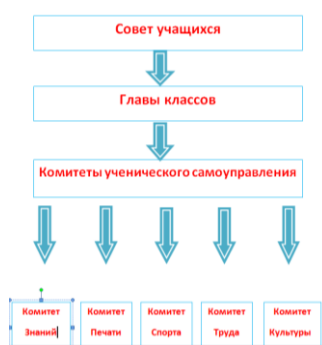 Совет учащихся
Главы классов
Комитеты ученического самоуправления
Комитет
Знаний
Комитет
Печати
Комитет
Спорта
Комитет
Труда
Комитет
Культуры